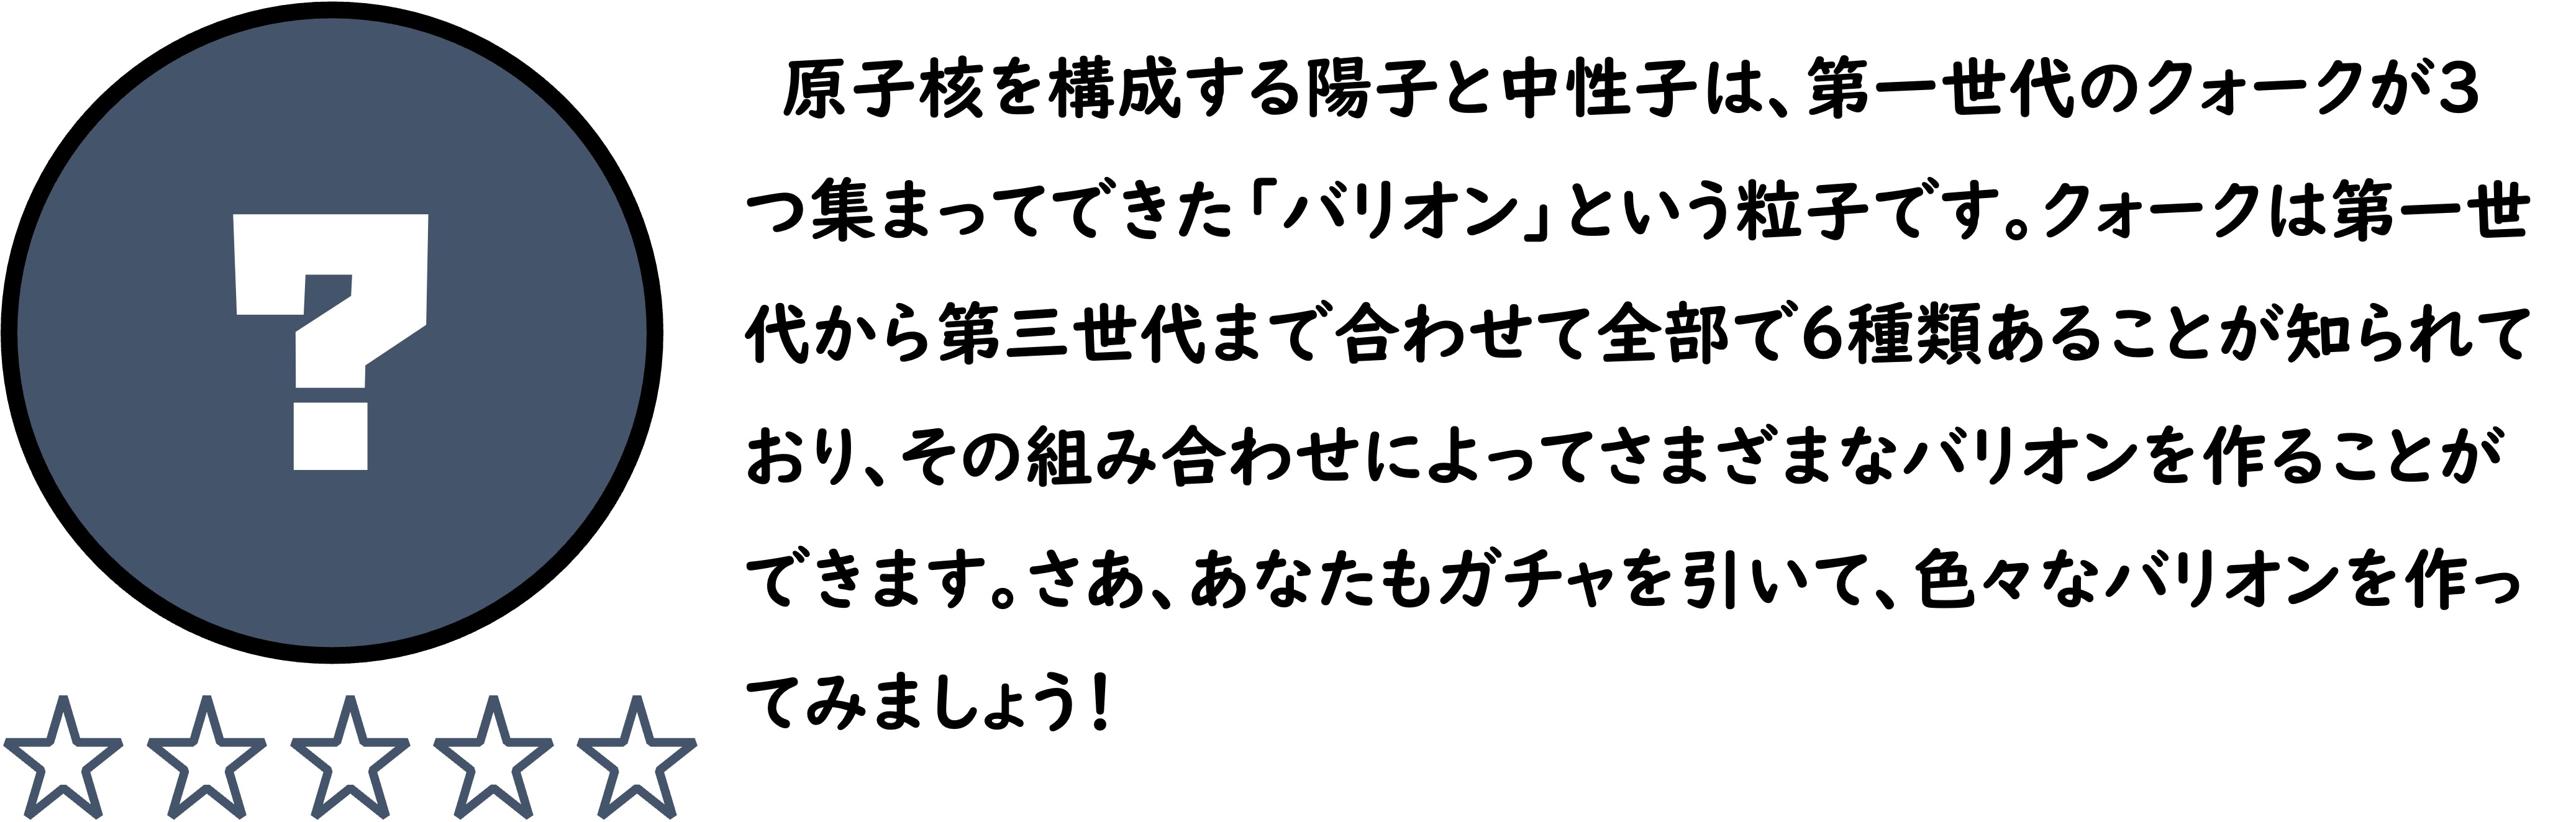 ?
原子核を構成する陽子と中性子は、第一世代のクォークが3
つ集まってできた「バリオン」という粒子です。クォークは第一世
代から第三世代まで合わせて全部で6種類あることが知られて
おり、その組み合わせによってさまざまなバリオンを作ることが
できます。さあ、あなたもガチャを引いて、色々なバリオンを作っ
てみましょう!
☆☆☆☆☆